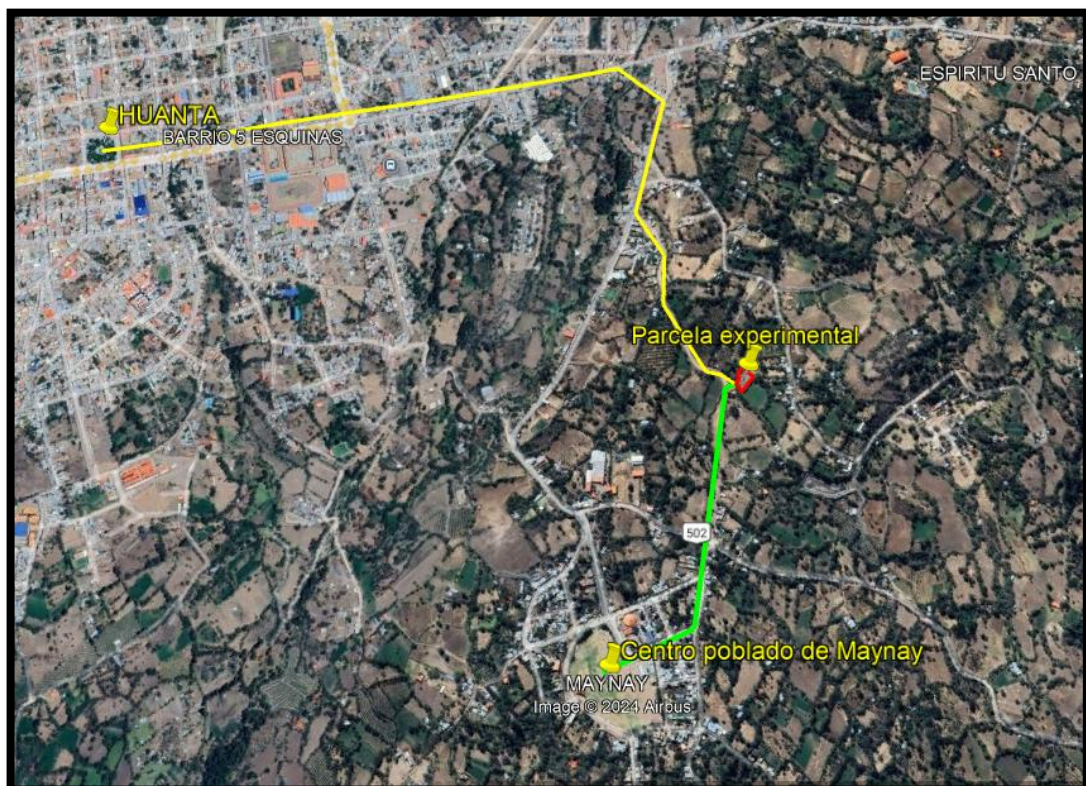 ESPIRITU SANTO
HUANTA
BARRIO 5 ESQUINAS
Parcela experimental
502
Centro poblado de Maynay
MAYNAY
Image © 2024 Airbus